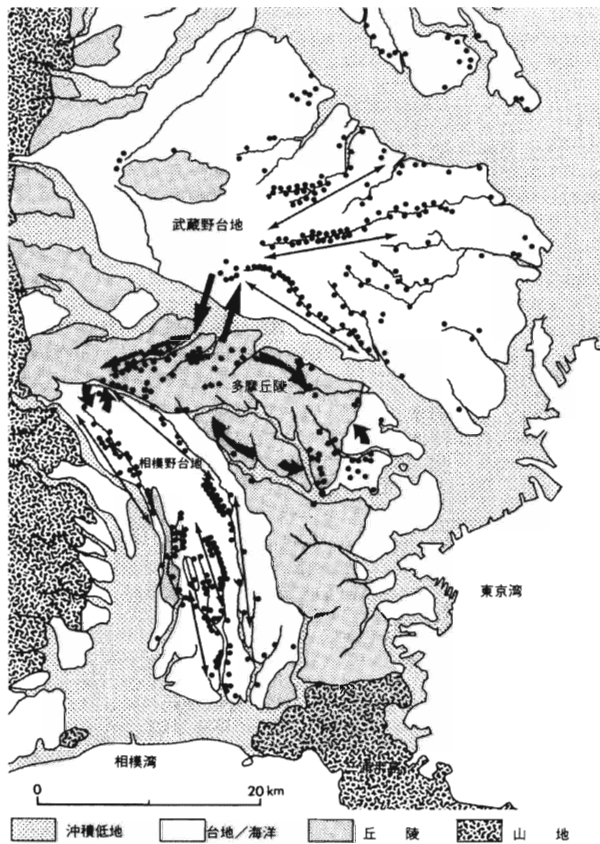 武蔵野台地
多摩丘陵
相模野台地
東京湾
相模湾
0 20 km
沖積低地 台地/海洋 丘陵 山地